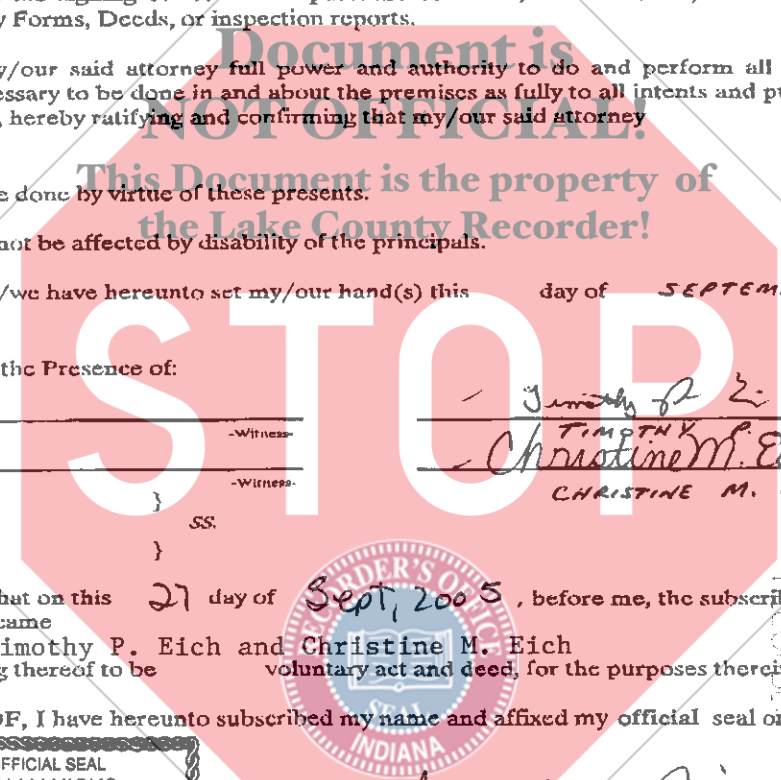 y Forms, Deeds, or inspection reports.
Document is
y/our said attorney full power and authority to do and perform all
essary to be done in and about the premises as fully to all intents and p
NOT OFFICIAL!
, hereby ratifying and confirming that my/our said attorney
This Document is the property of
e done by virtue of these presents.
the Lake County Recorder!
not be affected by disability of the principals.
/we have hereunto set my/our hand(s) this day of SEPTEM
STOP
the Presence of:
Timothy P.
-Witness- TIMOTHY P.
Christine M. E
-Witness- CHRISTINE M.
}
SS.
}
hat on this 27 day of Sept, 2005, before me, the subscri
came
imothy P. Eich and Christine M. Eich
g thereof to be voluntary act and deed, for the purposes therei
RDER'S OFFICE
SEAL
INDIANA
OF, I have hereunto subscribed my name and affixed my official seal o
OFFICIAL SEAL